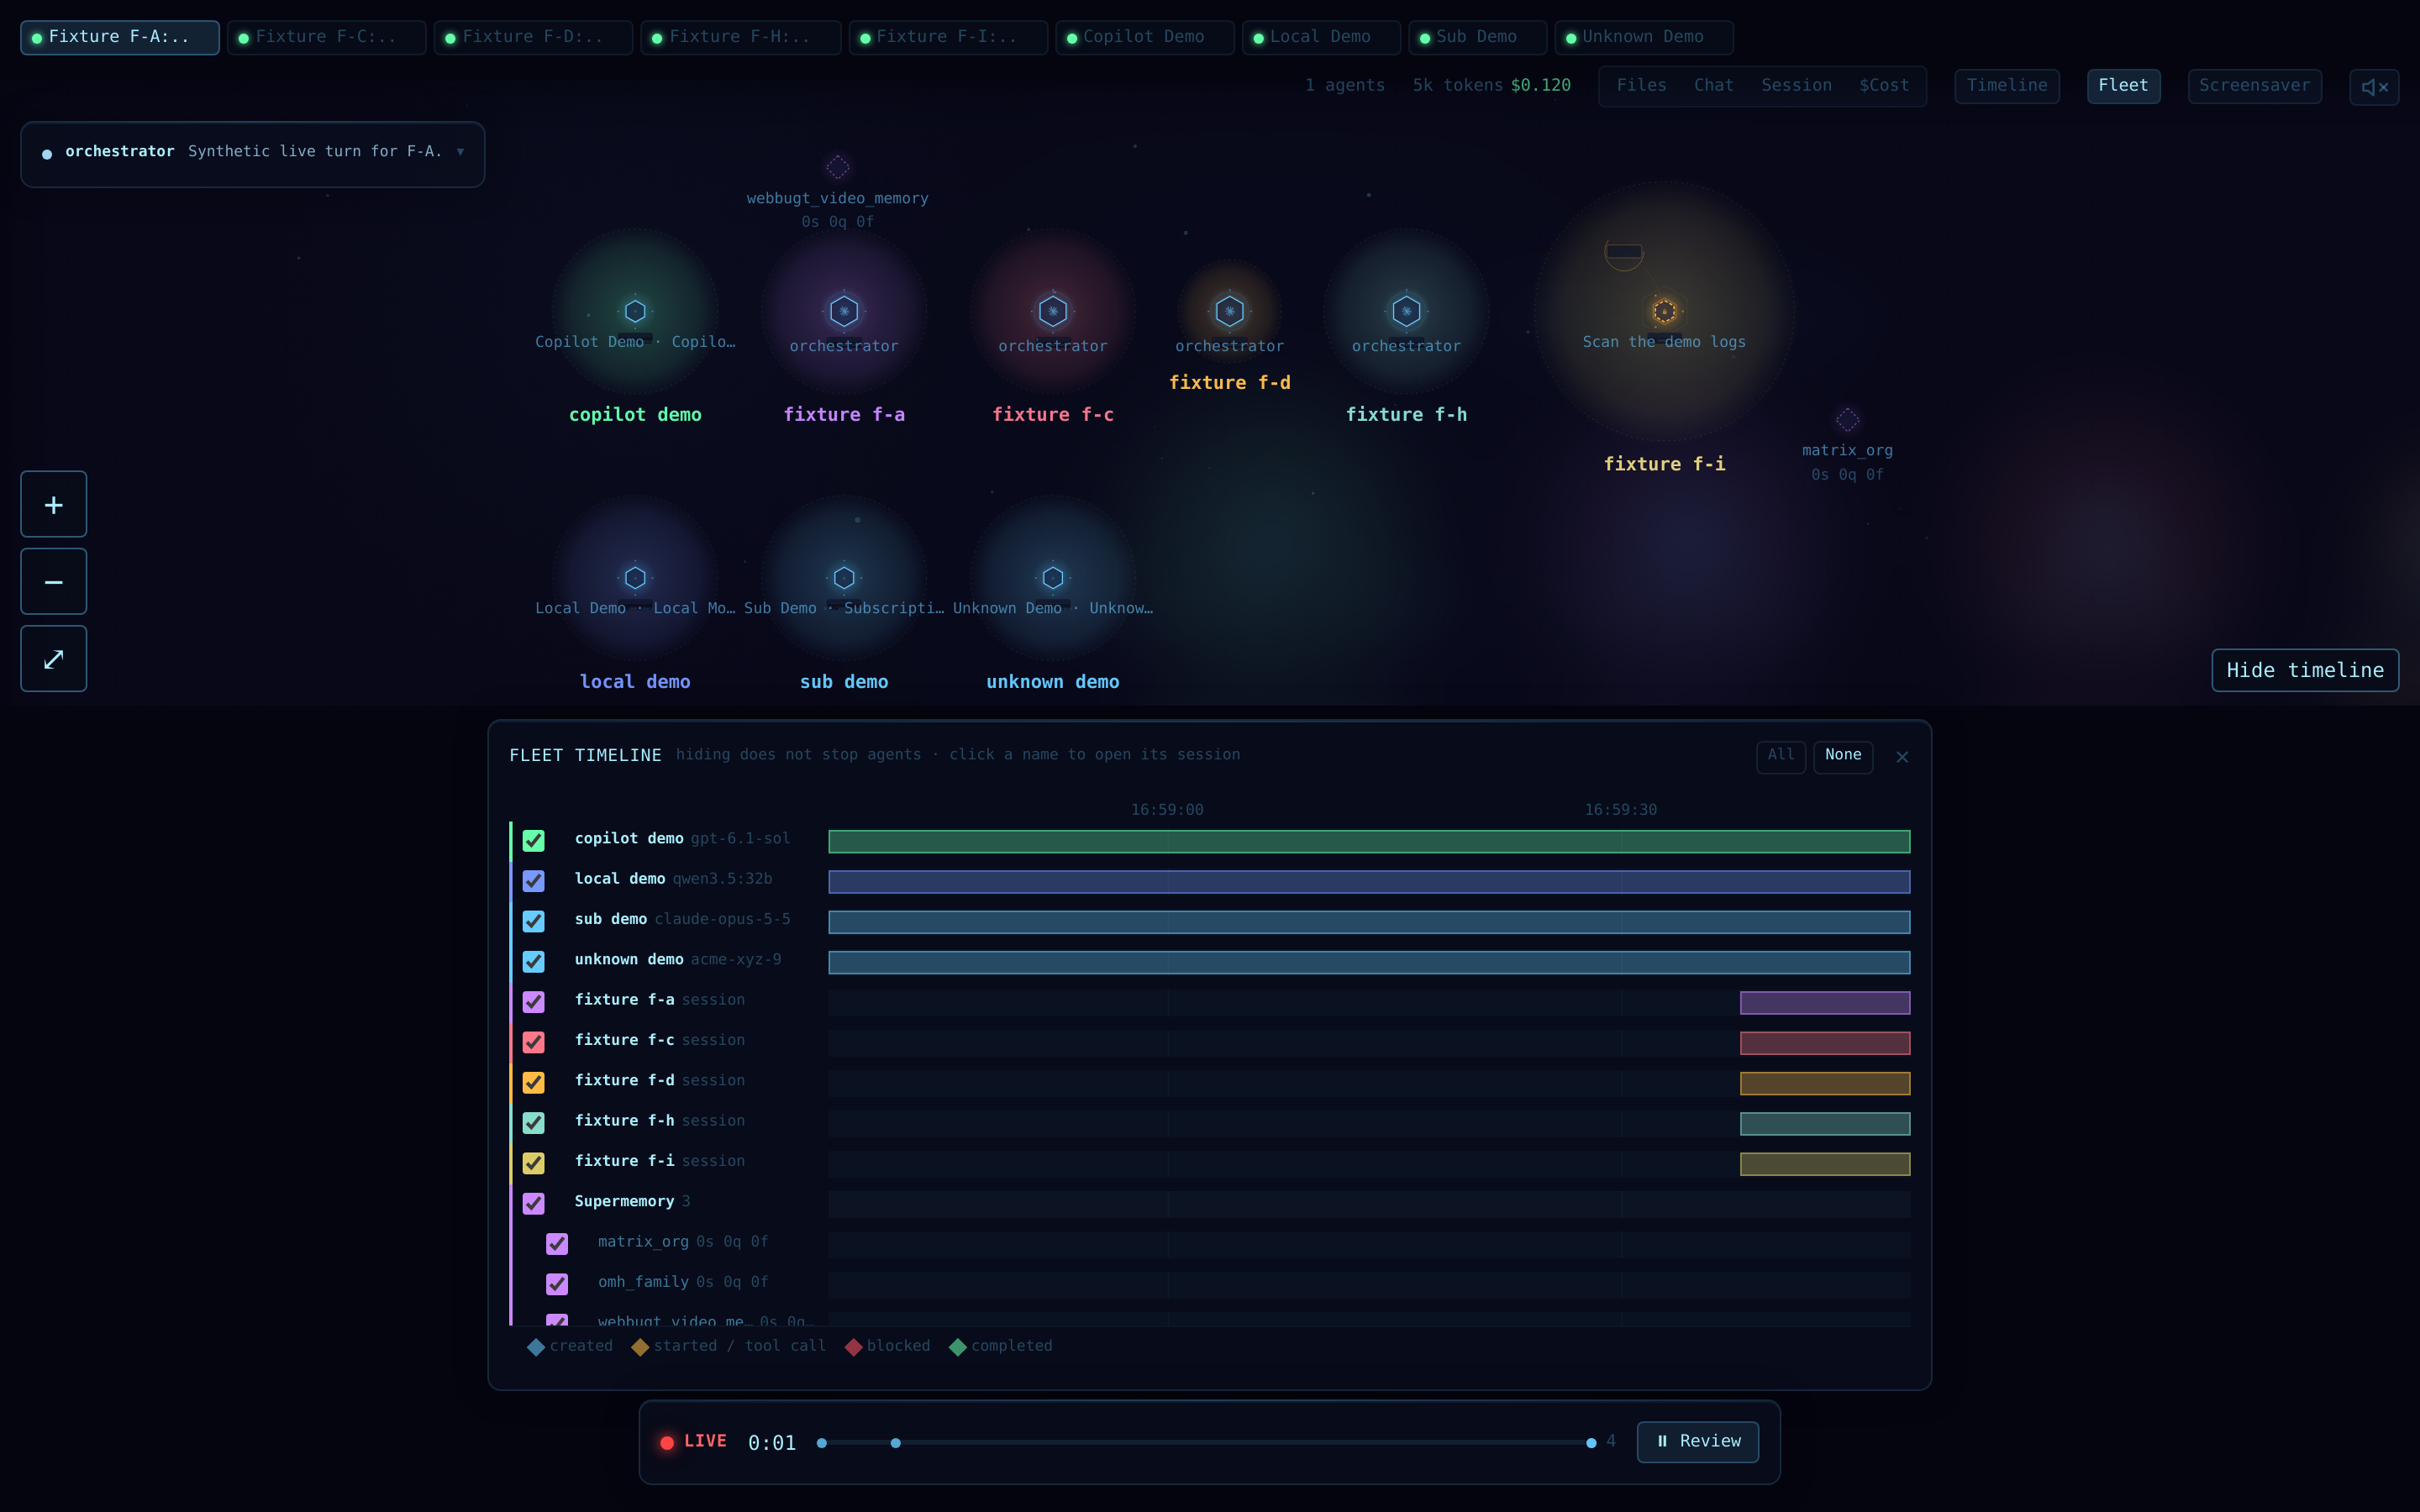 Fixture F-A:.. Fixture F-C:.. Fixture F-D:.. Fixture F-H:.. Fixture F-I:.. Copilot Demo Local Demo Sub Demo Unknown Demo
1 agents 5k tokens $0.120 Files Chat Session $Cost Timeline Fleet Screensaver
orchestrator Synthetic live turn for F-A.
webbugt_video_memory
0s 0q 0f
Copilot Demo · Copilo… orchestrator orchestrator orchestrator orchestrator Scan the demo logs
fixture f-d
copilot demo fixture f-a fixture f-c fixture f-h
matrix_org
fixture f-i
0s 0q 0f
Local Demo · Local Mo… Sub Demo · Subscripti… Unknown Demo · Unknow…
Hide timeline
local demo sub demo unknown demo
FLEET TIMELINE hiding does not stop agents · click a name to open its session All None
16:59:00 16:59:30
copilot demo gpt-6.1-sol
local demo qwen3.5:32b
sub demo claude-opus-5-5
unknown demo acme-xyz-9
fixture f-a session
fixture f-c session
fixture f-d session
fixture f-h session
fixture f-i session
Supermemory 3
matrix_org 0s 0q 0f
omh_family 0s 0q 0f
webbugt_video_me… 0s 0q…
created started / tool call blocked completed
LIVE 0:01 4 Review